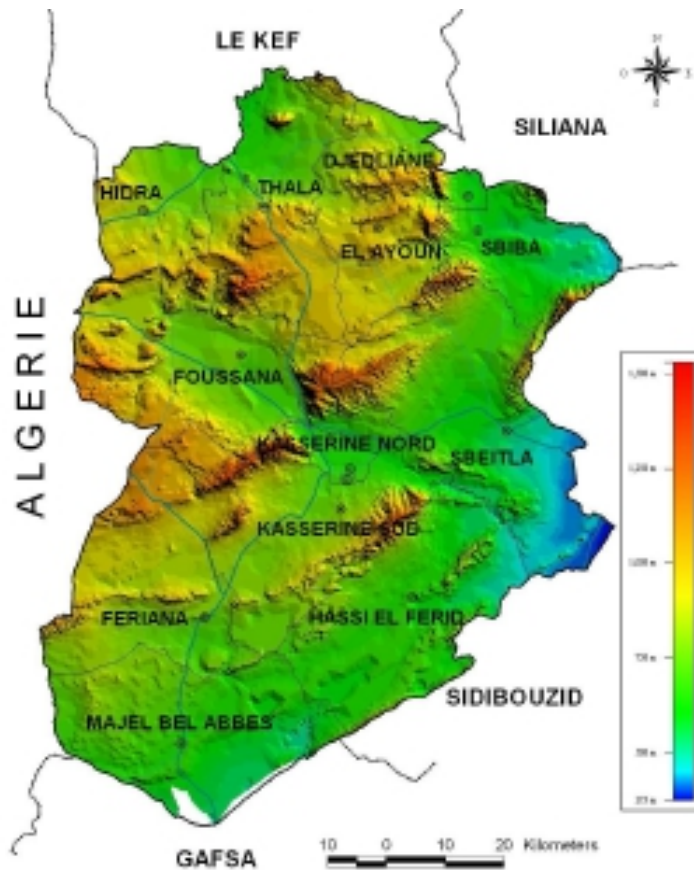 LE KEF
N
O
E
S
SILIANA
DJEDLIANE
HIDRA
THALA
EL AYOUN
SBIBA
ALGERIE
FOUSSANA
KASSERINE NORD
SBEITLA
KASSERINE SUD
FERIANA
HASSI EL FERID
MAJEL BEL ABBES
SIDIBOUZID
GAFSA
10 0 10 20 Kilometers